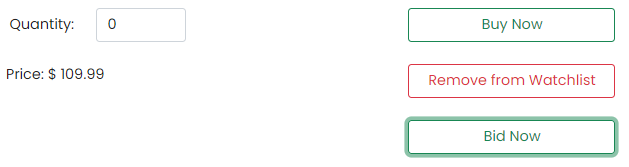 Quantity: 0
Buy Now
Price: $ 109.99
Remove from Watchlist
Bid Now